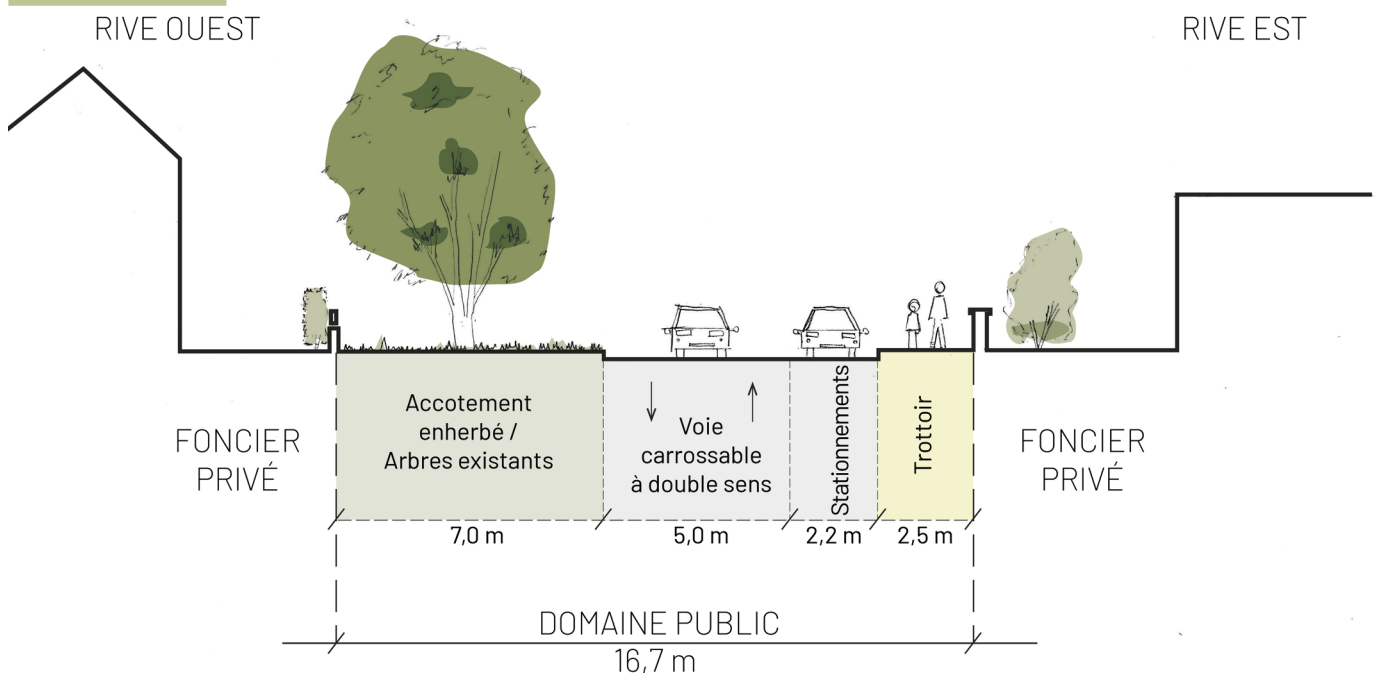 RIVE OUEST
RIVE EST
FONCIER
PRIVÉ
Accotement
enherbé /
Arbres existants
Voie
carrossable
à double sens
Stationnements
Trottoir
FONCIER
PRIVÉ
7,0 m
5,0 m
2,2 m
2,5 m
DOMAINE PUBLIC
16,7 m